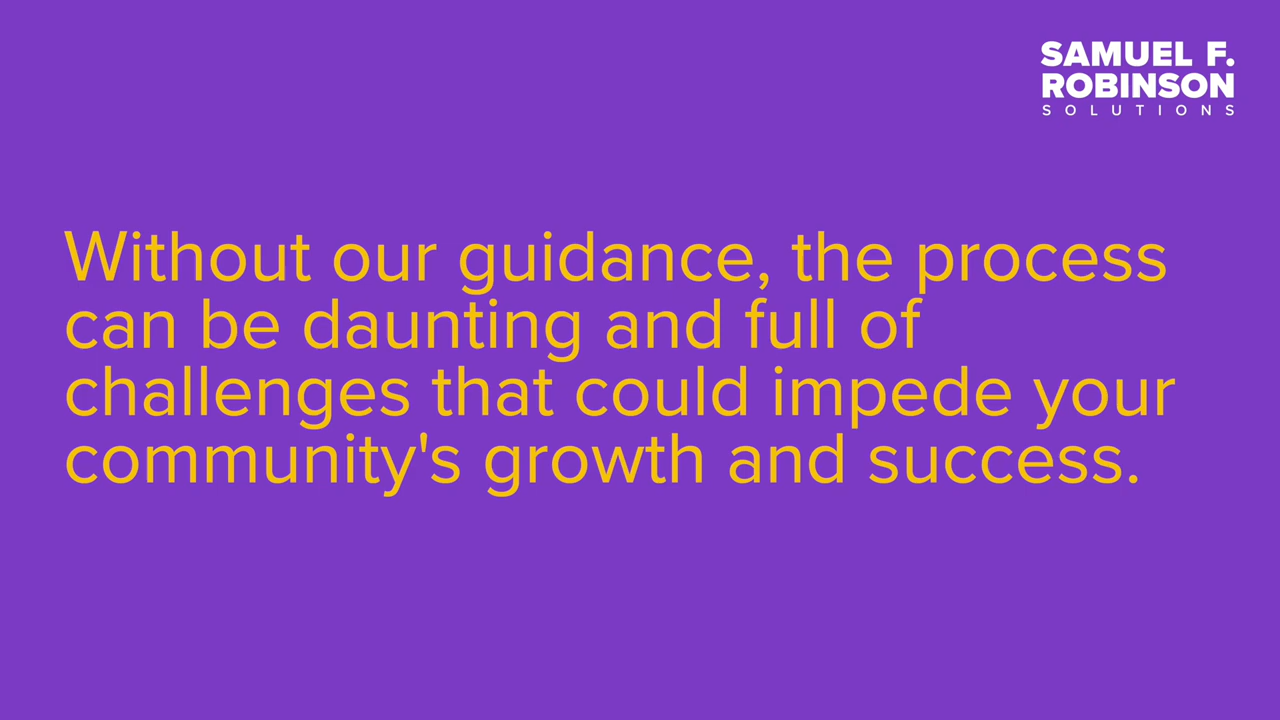 SAMUEL F.
ROBINSON
SOLUTIONS
Without our guidance, the process
can be daunting and full of
challenges that could impede your
community's growth and success.